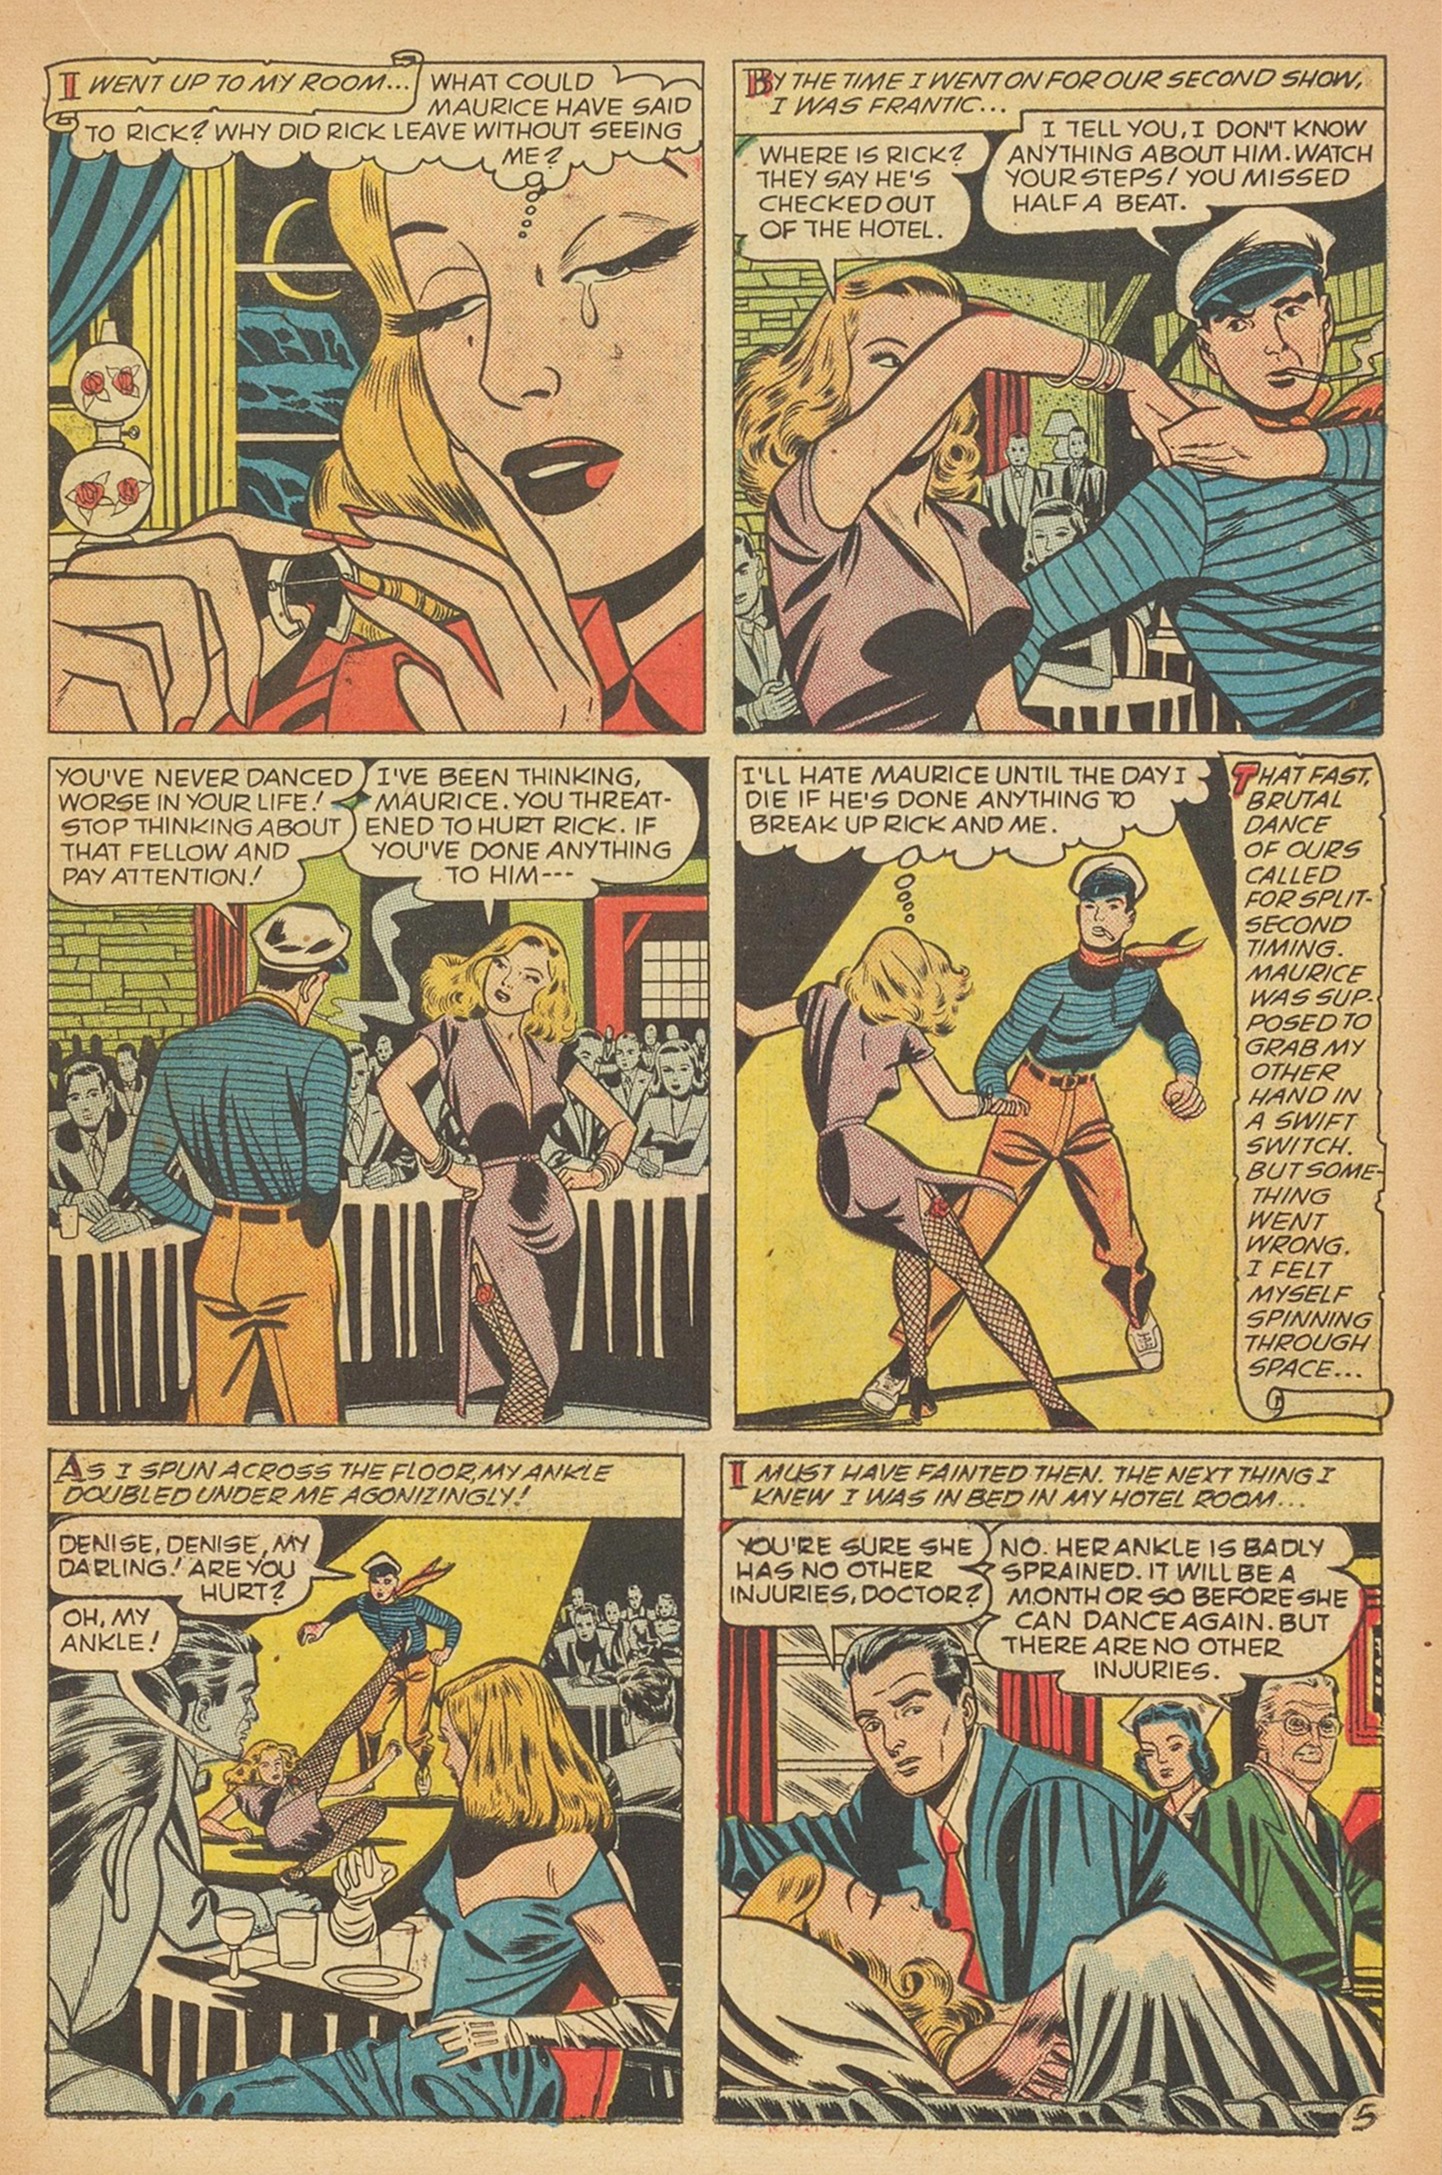 I WENT UP TO MY ROOM...
WHAT COULD
MAURICE HAVE SAID
TO RICK? WHY DID RICK LEAVE WITHOUT SEEING
ME?
BY THE TIME I WENT ON FOR OUR SECOND SHOW,
I WAS FRANTIC...
WHERE IS RICK?
THEY SAY HE'S
CHECKED OUT
OF THE HOTEL.
I TELL YOU, I DON'T KNOW
ANYTHING ABOUT HIM. WATCH
YOUR STEPS! YOU MISSED
HALF A BEAT.
YOU'VE NEVER DANCED
WORSE IN YOUR LIFE!
STOP THINKING ABOUT
THAT FELLOW AND
PAY ATTENTION!
I'VE BEEN THINKING,
MAURICE. YOU THREAT-
ENED TO HURT RICK. IF
YOU'VE DONE ANYTHING
TO HIM---
I'LL HATE MAURICE UNTIL THE DAY I
DIE IF HE'S DONE ANYTHING TO
BREAK UP RICK AND ME.
THAT FAST,
BRUTAL
DANCE
OF OURS
CALLED
FOR SPLIT-
SECOND
TIMING.
MAURICE
WAS SUP-
POSED TO
GRAB MY
OTHER
HAND IN
A SWIFT
SWITCH.
BUT SOME-
THING
WENT
WRONG.
I FELT
MYSELF
SPINNING
THROUGH
SPACE...
AS I SPUN ACROSS THE FLOOR, MY ANKLE
DOUBLED UNDER ME AGONIZINGLY!
DENISE, DENISE, MY
DARLING! ARE YOU
HURT?
OH, MY
ANKLE!
I MUST HAVE FAINTED THEN. THE NEXT THING I
KNEW I WAS IN BED IN MY HOTEL ROOM...
YOU'RE SURE SHE
HAS NO OTHER
INJURIES, DOCTOR?
NO. HER ANKLE IS BADLY
SPRAINED. IT WILL BE A
MONTH OR SO BEFORE SHE
CAN DANCE AGAIN. BUT
THERE ARE NO OTHER
INJURIES.
5